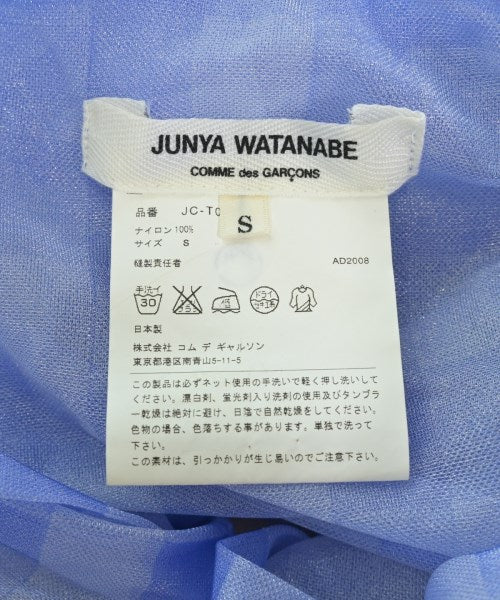 JUNYA WATANABE
COMME des GARÇONS
S
品番 JC-T0
ナイロン 100%
サイズ S
縫製責任者 AD2008
手洗イ
30
ドライ
日本製
株式会社 コム デ ギャルソン
東京都港区南青山5-11-5
この製品は必ずネット使用の手洗いで軽く押し洗いして
ください。漂白剤、蛍光剤入り洗剤の使用及びタンブラ
ー乾燥は絶対に避け、日陰で自然乾燥をしてください。
色物の場合、色落ちする事があります。単独で洗って
下さい。
この素材は、引っかかりが生じ易いのでご注意下さい。